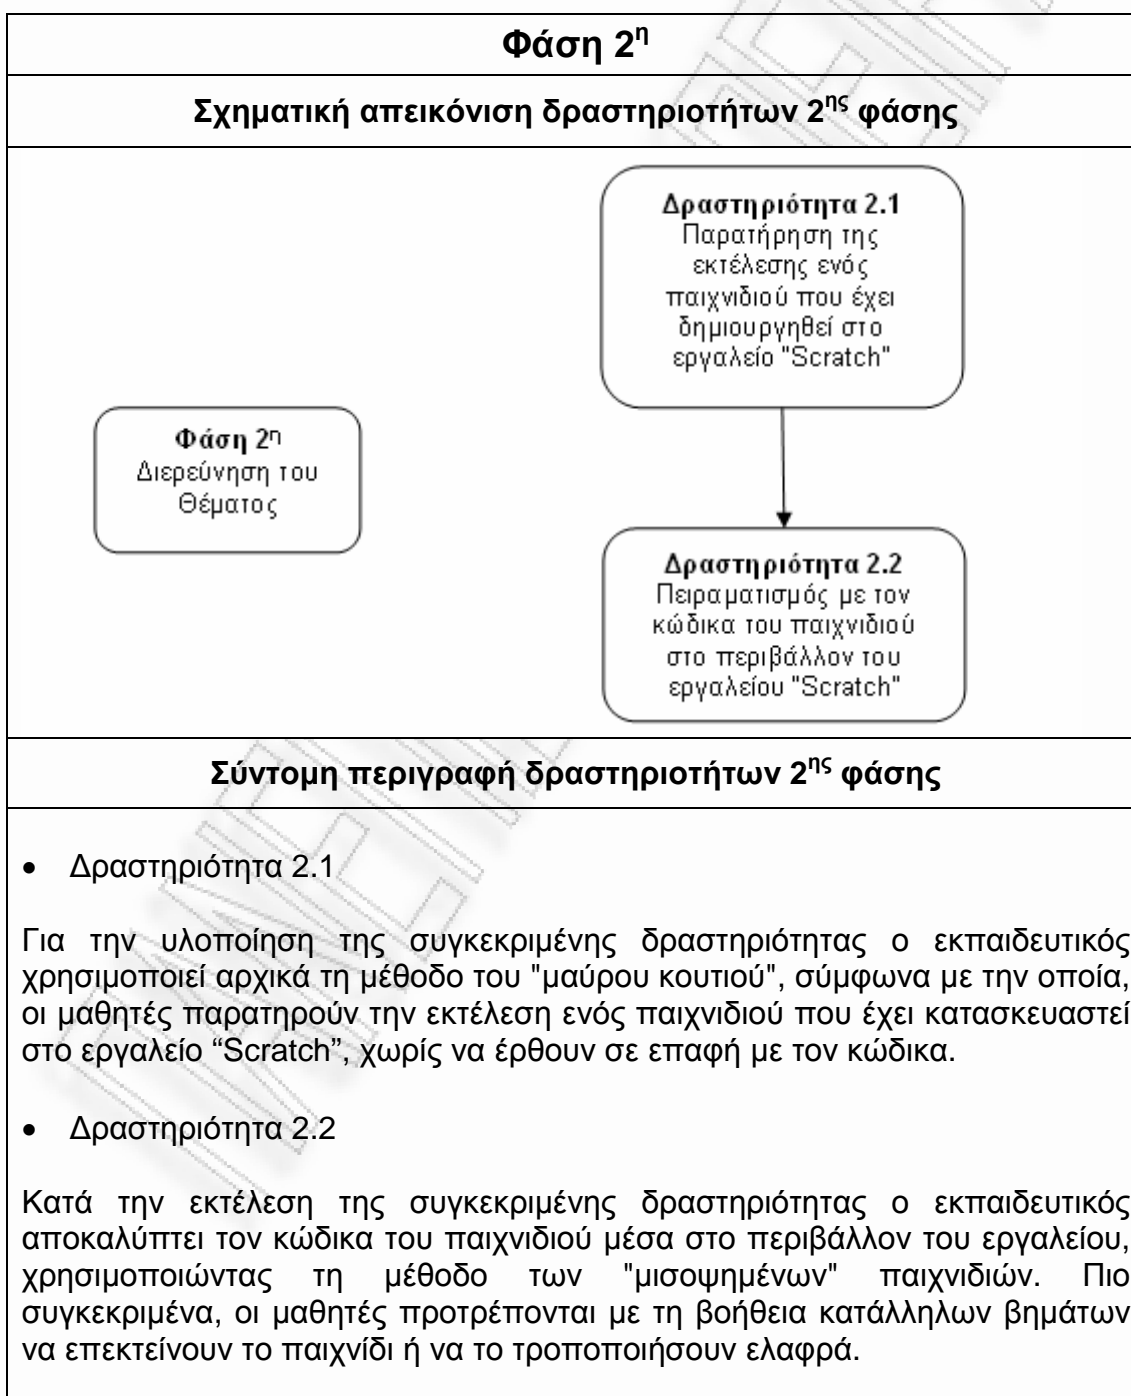 Φάση 2η
Σχηματική απεικόνιση δραστηριοτήτων 2ης φάσης
Δραστηριότητα 2.1
Παρατήρηση της
εκτέλεσης ενός
παιχνιδιού που έχει
δημιουργηθεί στο
εργαλείο "Scratch"
Φάση 2η
Διερεύνηση του
Θέματος
Δραστηριότητα 2.2
Πειραματισμός με τον
κώδικα του παιχνιδιού
στο περιβάλλον του
εργαλείου "Scratch"
Σύντομη περιγραφή δραστηριοτήτων 2ης φάσης
• Δραστηριότητα 2.1
Για την υλοποίηση της συγκεκριμένης δραστηριότητας ο εκπαιδευτικός
χρησιμοποιεί αρχικά τη μέθοδο του "μαύρου κουτιού", σύμφωνα με την οποία,
οι μαθητές παρατηρούν την εκτέλεση ενός παιχνιδιού που έχει κατασκευαστεί
στο εργαλείο “Scratch”, χωρίς να έρθουν σε επαφή με τον κώδικα.
• Δραστηριότητα 2.2
Κατά την εκτέλεση της συγκεκριμένης δραστηριότητας ο εκπαιδευτικός
αποκαλύπτει τον κώδικα του παιχνιδιού μέσα στο περιβάλλον του εργαλείου,
χρησιμοποιώντας τη μέθοδο των "μισοψημένων" παιχνιδιών. Πιο
συγκεκριμένα, οι μαθητές προτρέπονται με τη βοήθεια κατάλληλων βημάτων
να επεκτείνουν το παιχνίδι ή να το τροποποιήσουν ελαφρά.